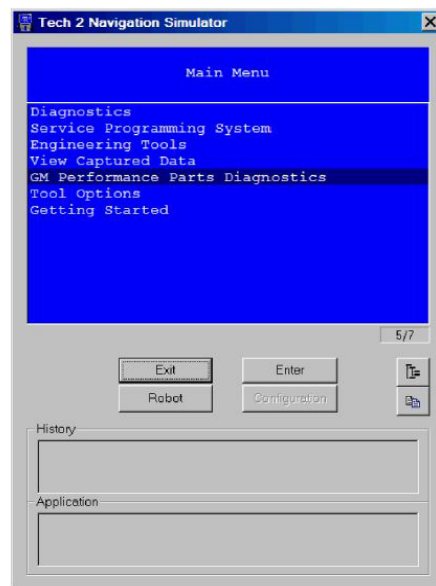 Tech 2 Navigation Simulator
Main Menu
Diagnostics
Service Programming System
Engineering Tools
View Captured Data
GM Performance Parts Diagnostics
Tool Options
Getting Started
5/7
Exit
Enter
Robot
Configuration
History
Application